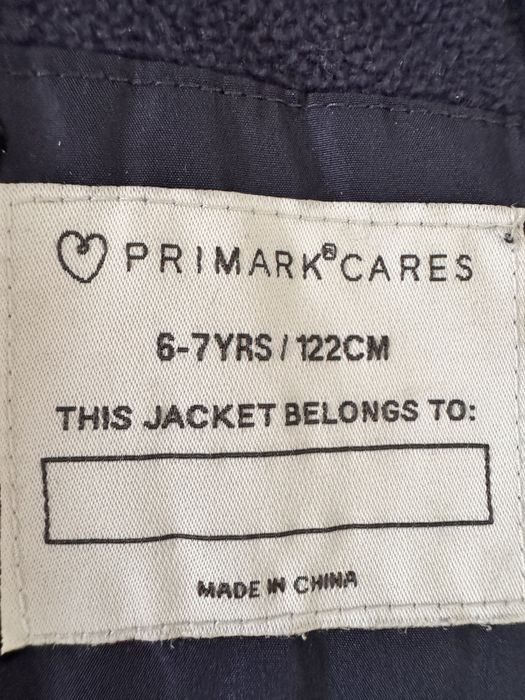 PRIMARK® CARES
6-7YRS / 122CM
THIS JACKET BELONGS TO:
MADE IN CHINA